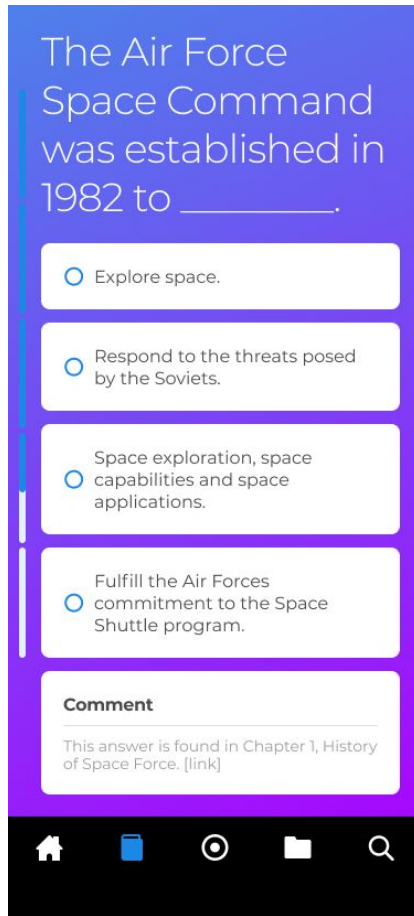 The Air Force
Space Command
was established in
1982 to ________.
Explore space.
Respond to the threats posed
by the Soviets.
Space exploration, space
capabilities and space
applications.
Fulfill the Air Forces
commitment to the Space
Shuttle program.
Comment
This answer is found in Chapter 1, History
of Space Force. [link]